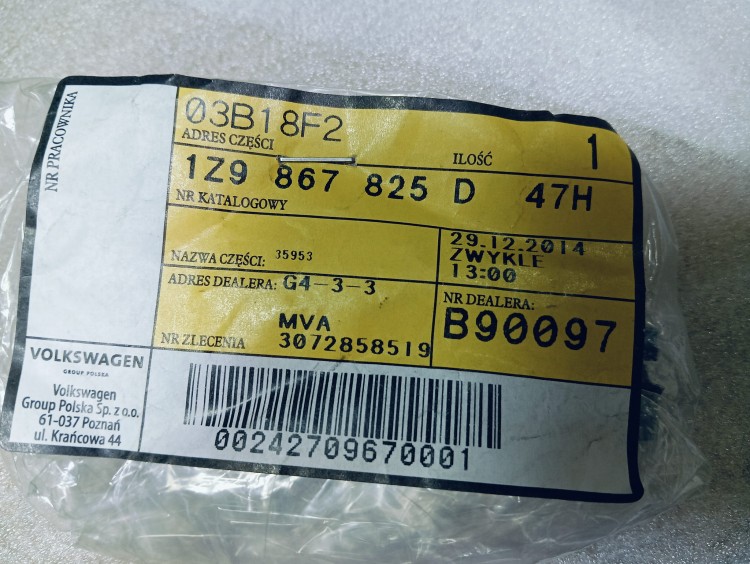 NR PRACOWNIKA
03B18F2
ADRES CZĘŚCI
ILOŚĆ 1
1Z9 867 825 D 47H
NR KATALOGOWY
NAZWA CZĘŚCI: 35953
29.12.2014
ZWYKLE
13:00
ADRES DEALERA: G4-3-3
NR DEALERA:
B90097
MVA
NR ZLECENIA 3072858519
VOLKSWAGEN
GROUP POLSKA
Volkswagen
Group Polska Sp. z o.o.
61-037 Poznań
ul. Krańcowa 44
00242709670001